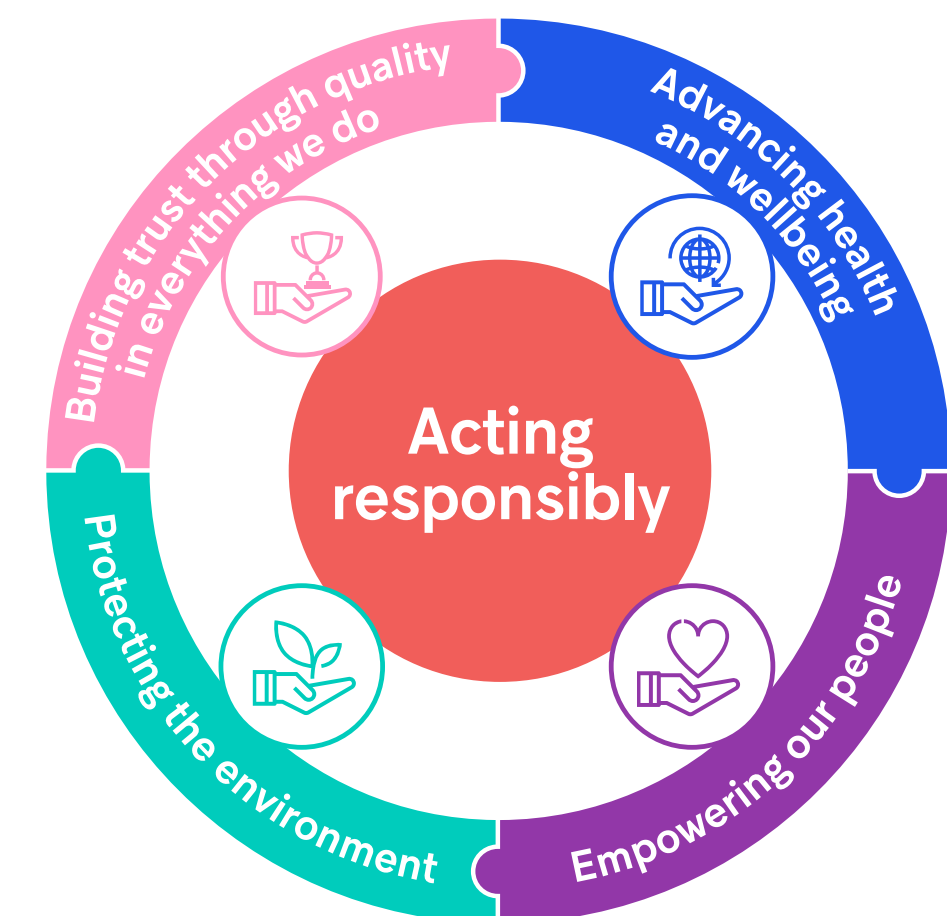 Building trust through quality
in everything we do
Advancing health
and wellbeing
Acting
responsibly
Protecting the environment
Empowering our people